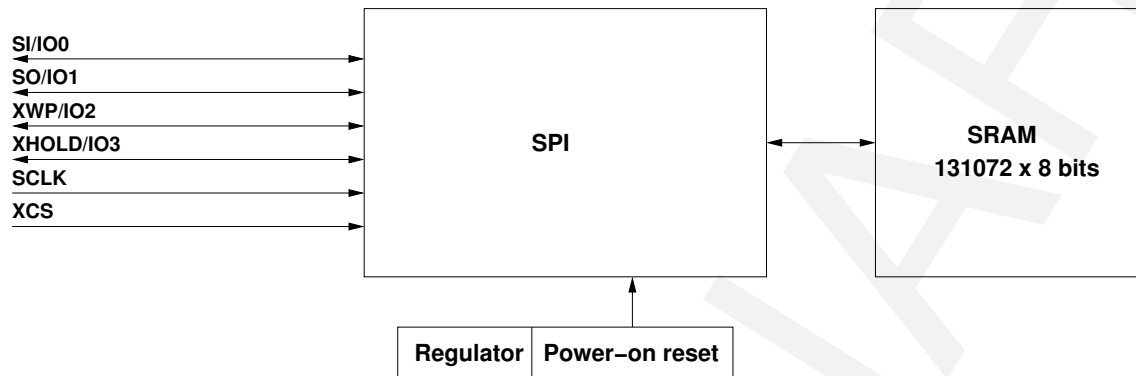 SI/IO0
SO/IO1
XWP/IO2
XHOLD/IO3
SCLK
XCS
SPI
SRAM
131072 x 8 bits
Regulator
Power−on reset